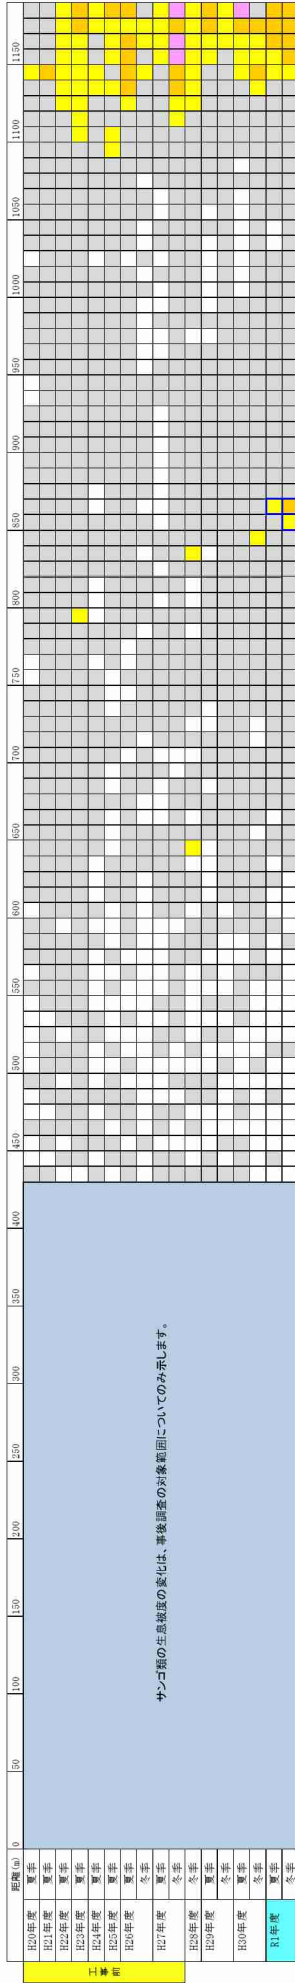 距離(m) 0 50 100 150 200 250 300 350 400 450 500 550 600 650 700 750 800 850 900 950 1000 1050 1100 1150
工事前
H20年度 夏季
H21年度 夏季
H22年度 夏季
H23年度 夏季
H24年度 夏季
H25年度 夏季
H26年度 夏季
冬季
H27年度 夏季
冬季
H28年度 冬季
H29年度 夏季
冬季
H30年度 夏季
冬季
R1年度 夏季
冬季
サンゴ類の生息被度の変化は、事後調査の対象範囲についてのみ示します。